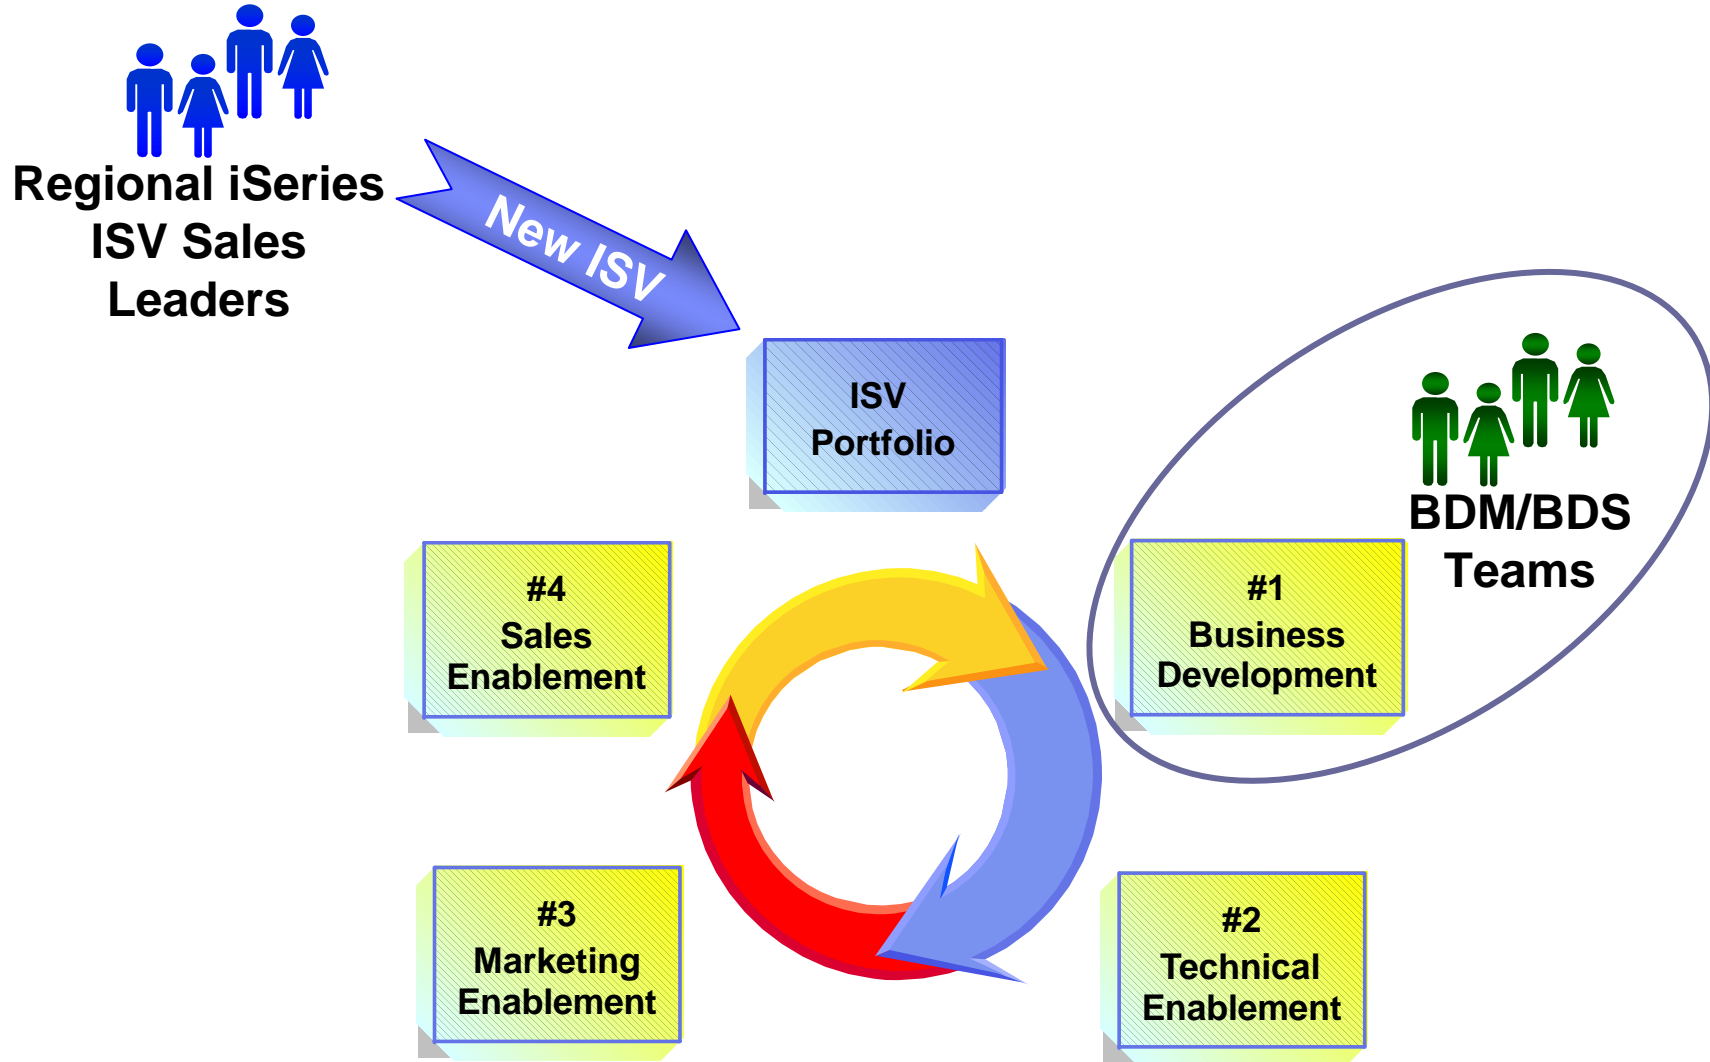 Regional iSeries
ISV Sales
Leaders
New ISV
ISV
Portfolio
BDM/BDS
Teams
#4
Sales
Enablement
#1
Business
Development
#3
Marketing
Enablement
#2
Technical
Enablement